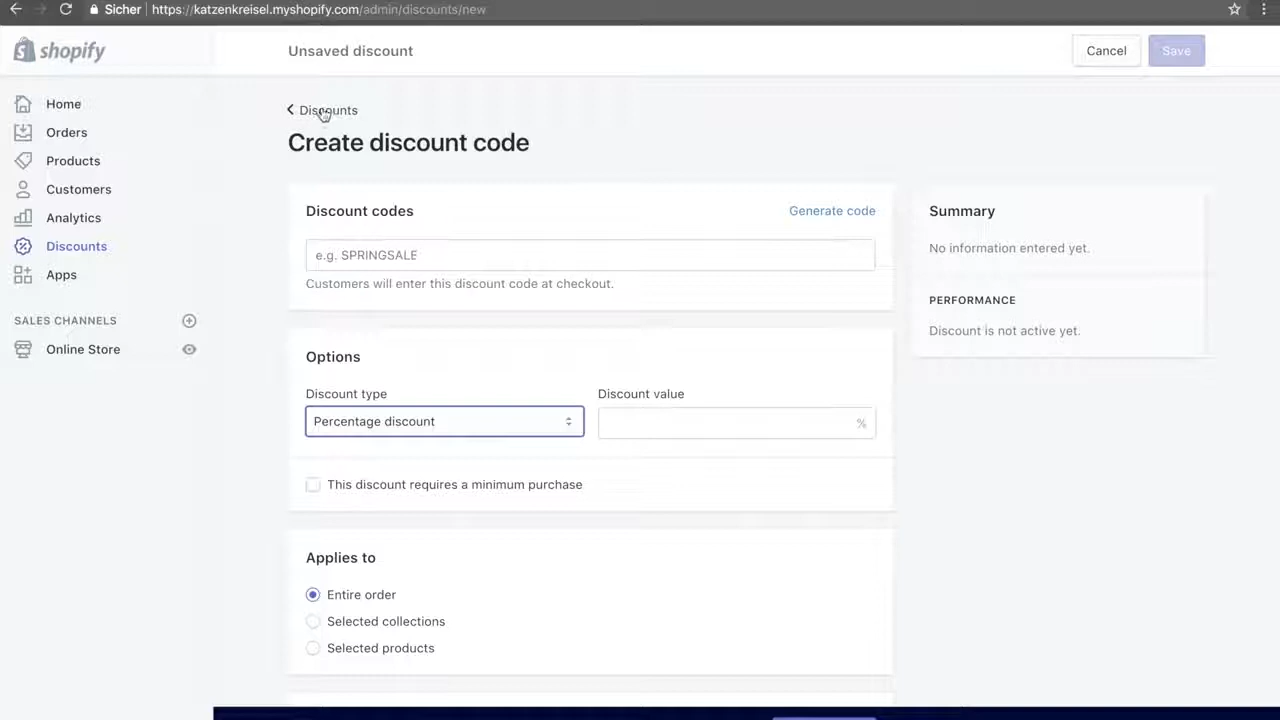 Sicher https://katzenkreisel.myshopify.com/admin/discounts/new
shopify
Unsaved discount
Cancel
Save
Home
Orders
Products
Customers
Analytics
Discounts
Apps
SALES CHANNELS
Online Store
Discounts
Create discount code
Discount codes
Generate code
e.g. SPRINGSALE
Customers will enter this discount code at checkout.
Options
Discount type
Discount value
Percentage discount
%
This discount requires a minimum purchase
Applies to
Entire order
Selected collections
Selected products
Summary
No information entered yet.
PERFORMANCE
Discount is not active yet.